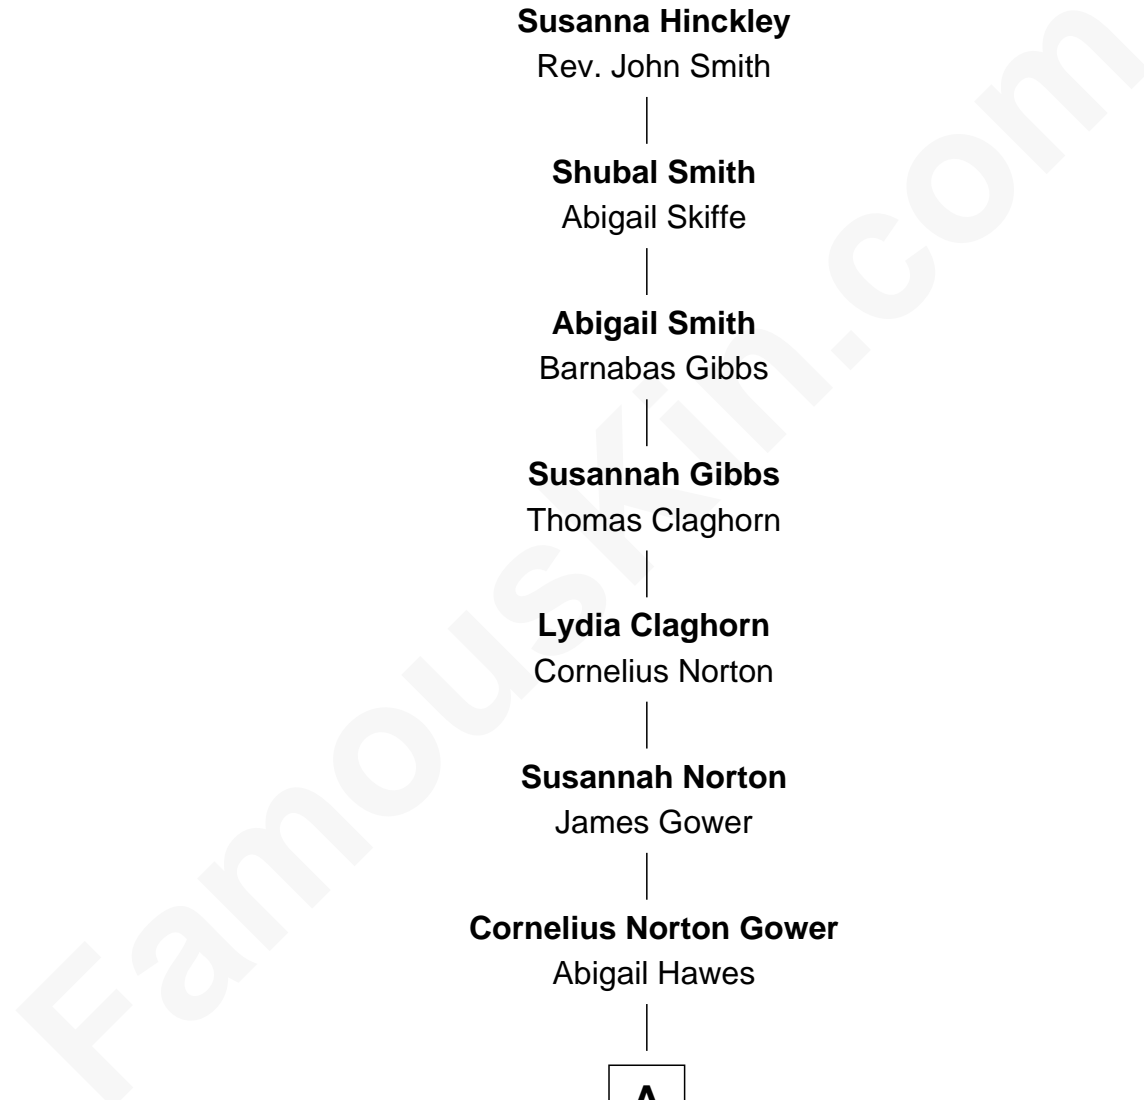 Susanna Hinckley
Rev. John Smith
Shubal Smith
Abigail Skiffe
Abigail Smith
Barnabas Gibbs
Susannah Gibbs
Thomas Claghorn
Lydia Claghorn
Cornelius Norton
Susannah Norton
James Gower
Cornelius Norton Gower
Abigail Hawes
A
FamousKin.com